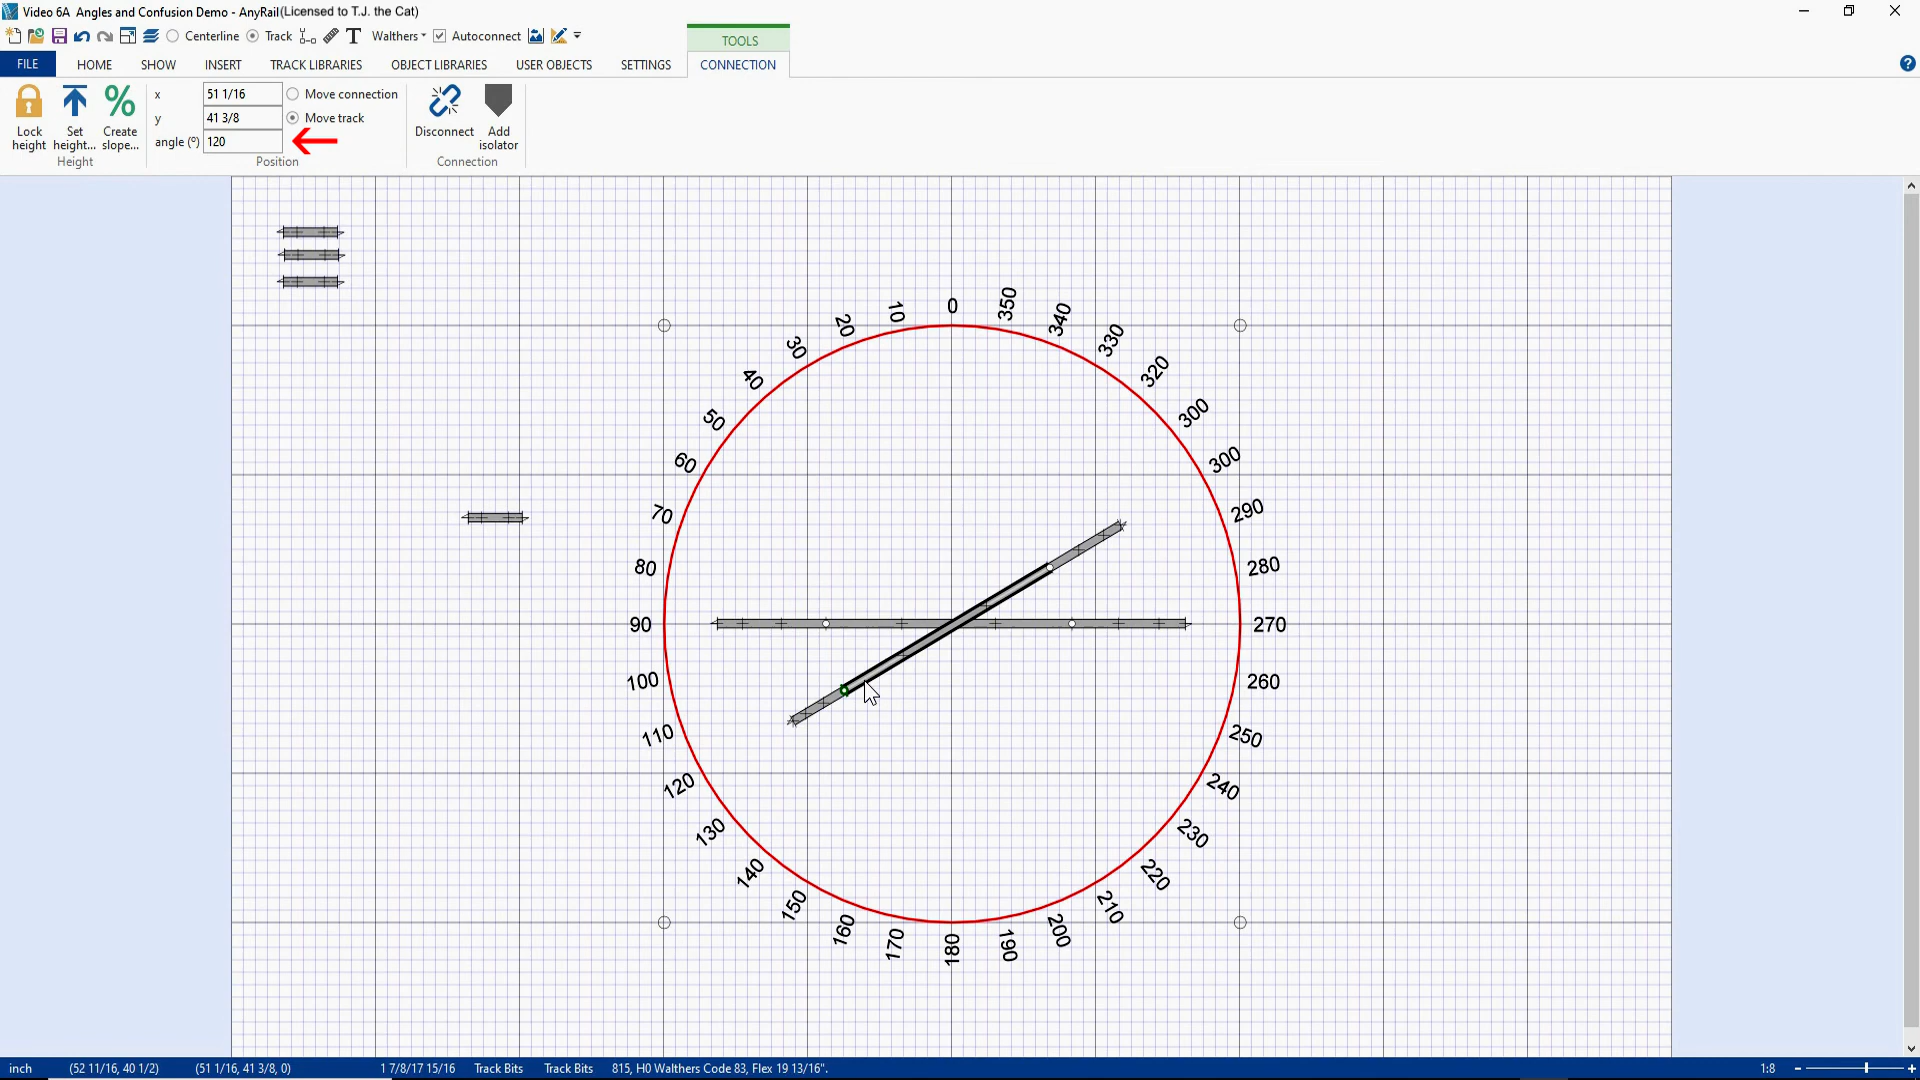 Video 6A  Angles and Confusion Demo - AnyRail(Licensed to T.J. the Cat)
Centerline Track T Walthers Autoconnect
TOOLS
FILE HOME SHOW INSERT TRACK LIBRARIES OBJECT LIBRARIES USER OBJECTS SETTINGS CONNECTION
x 51 1/16 Move connection
y 41 3/8 Move track
angle (º) 120
Lock height
Set height...
Create slope...
Disconnect
Add isolator
Height Position Connection
0
10
20
30
40
50
60
70
80
90
100
110
120
130
140
150
160
170
180
190
200
210
220
230
240
250
260
270
280
290
300
300
320
330
340
350
inch (52 11/16, 40 1/2) (51 1/16, 41 3/8, 0) 1 7/8/17 15/16 Track Bits Track Bits 815, H0 Walthers Code 83, Flex 19 13/16". 1:8